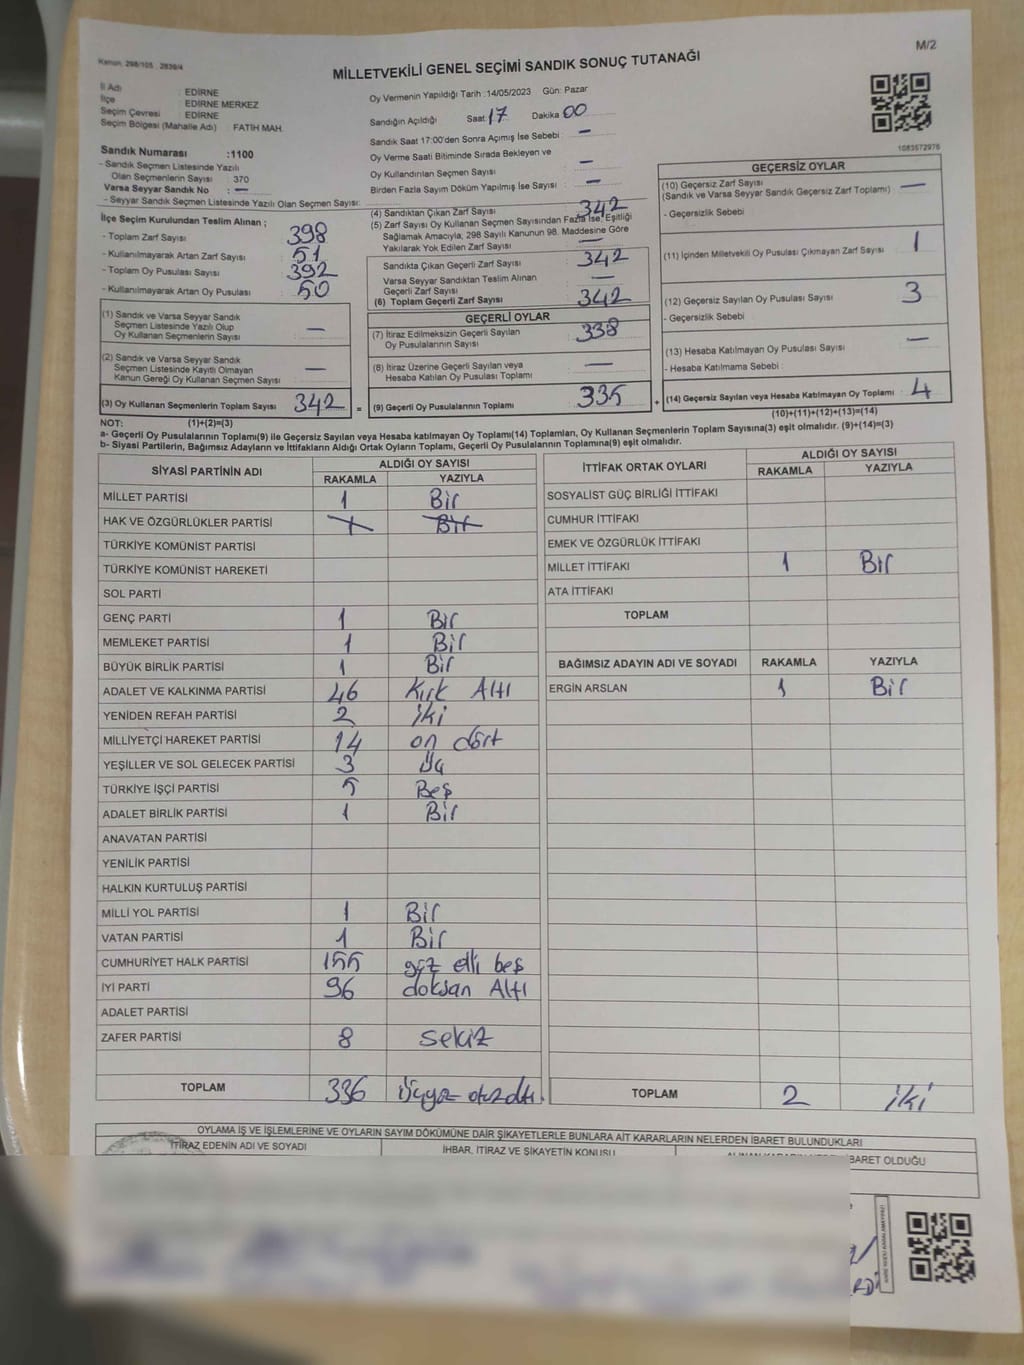 M/2
Kanun: 298/105 : 2839/4
MİLLETVEKİLİ GENEL SEÇİMİ SANDIK SONUÇ TUTANAĞI
İl Adı : EDİRNE
İlçe : EDİRNE MERKEZ
Seçim Çevresi : EDİRNE
Seçim Bölgesi (Mahalle Adı) : FATİH MAH.
Oy Vermenin Yapıldığı Tarih :14/05/2023 Gün: Pazar
Sandığın Açıldığı Saat: 17 Dakika 00
Sandık Saat 17:00'den Sonra Açımış İse Sebebi : —
Oy Verme Saati Bitiminde Sırada Bekleyen ve
Oy Kullandırılan Seçmen Sayısı : —
Birden Fazla Sayım Döküm Yapılmış İse Sayısı : —
1083572976
Sandık Numarası :1100
- Sandık Seçmen Listesinde Yazılı
Olan Seçmenlerin Sayısı : 370
Varsa Seyyar Sandık No : —
- Seyyar Sandık Seçmen Listesinde Yazılı Olan Seçmen Sayısı:
İlçe Seçim Kurulundan Teslim Alınan ;
- Toplam Zarf Sayısı 398
- Kullanılmayarak Artan Zarf Sayısı 51
- Toplam Oy Pusulası Sayısı 392
- Kullanılmayarak Artan Oy Pusulası 50
(1) Sandık ve Varsa Seyyar Sandık
Seçmen Listesinde Yazılı Olup
Oy Kullanan Seçmenlerin Sayısı —
(2) Sandık ve Varsa Seyyar Sandık
Seçmen Listesinde Kayıtlı Olmayan
Kanun Gereği Oy Kullanan Seçmen Sayısı —
(3) Oy Kullanan Seçmenlerin Toplam Sayısı 342
(1)+(2)=(3)
(4) Sandıktan Çıkan Zarf Sayısı 342
(5) Zarf Sayısı Oy Kullanan Seçmen Sayısından Fazla İse, Eşitliği
Sağlamak Amacıyla, 298 Sayılı Kanunun 98. Maddesine Göre
Yakılarak Yok Edilen Zarf Sayısı —
Sandıkta Çıkan Geçerli Zarf Sayısı : 342
Varsa Seyyar Sandıktan Teslim Alınan
Geçerli Zarf Sayısı —
(6) Toplam Geçerli Zarf Sayısı 342
GEÇERLİ OYLAR
(7) İtiraz Edilmeksizin Geçerli Sayılan
Oy Pusulalarının Sayısı 338
(8) İtiraz Üzerine Geçerli Sayılan veya
Hesaba Katılan Oy Pusulası Toplamı —
= (9) Geçerli Oy Pusulalarının Toplamı 335
GEÇERSİZ OYLAR
(10) Geçersiz Zarf Sayısı
(Sandık ve Varsa Seyyar Sandık Geçersiz Zarf Toplamı) —
- Geçersizlik Sebebi :
(11) İçinden Milletvekili Oy Pusulası Çıkmayan Zarf Sayısı 1
(12) Geçersiz Sayılan Oy Pusulası Sayısı 3
- Geçersizlik Sebebi :
(13) Hesaba Katılmayan Oy Pusulası Sayısı —
- Hesaba Katılmama Sebebi :
+ (14) Geçersiz Sayılan veya Hesaba Katılmayan Oy Toplamı : 4
(10)+(11)+(12)+(13)=(14)
NOT:
a- Geçerli Oy Pusulalarının Toplamı(9) ile Geçersiz Sayılan veya Hesaba katılmayan Oy Toplamı(14) Toplamları, Oy Kullanan Seçmenlerin Toplam Sayısına(3) eşit olmalıdır. (9)+(14)=(3)
b- Siyasi Partilerin, Bağımsız Adayların ve İttifakların Aldığı Oyların Toplamı, Geçerli Oy Pusulalarının Toplamına(9) eşit olmalıdır.
SİYASİ PARTİNİN ADI ALDIĞI OY SAYISI
RAKAMLA YAZIYLA
MİLLET PARTİSİ 1 Bir
HAK VE ÖZGÜRLÜKLER PARTİSİ 1 Bir
TÜRKİYE KOMÜNİST PARTİSİ
TÜRKİYE KOMÜNİST HAREKETİ
SOL PARTİ
GENÇ PARTİ 1 Bir
MEMLEKET PARTİSİ 1 Bir
BÜYÜK BİRLİK PARTİSİ 1 Bir
ADALET VE KALKINMA PARTİSİ 46 Kırk Altı
YENİDEN REFAH PARTİSİ 2 iki
MİLLİYETÇİ HAREKET PARTİSİ 14 on dört
YEŞİLLER VE SOL GELECEK PARTİSİ 3 üç
TÜRKİYE İŞÇİ PARTİSİ 5 Beş
ADALET BİRLİK PARTİSİ 1 Bir
ANAVATAN PARTİSİ
YENİLİK PARTİSİ
HALKIN KURTULUŞ PARTİSİ
MİLLİ YOL PARTİSİ 1 Bir
VATAN PARTİSİ 1 Bir
CUMHURİYET HALK PARTİSİ 155 yüz elli beş
İYİ PARTİ 96 doksan Altı
ADALET PARTİSİ
ZAFER PARTİSİ 8 sekiz
TOPLAM 336 üçyüz otuzaltı.
İTTİFAK ORTAK OYLARI ALDIĞI OY SAYISI
RAKAMLA YAZIYLA
SOSYALİST GÜÇ BİRLİĞİ İTTİFAKI
CUMHUR İTTİFAKI
EMEK VE ÖZGÜRLÜK İTTİFAKI
MİLLET İTTİFAKI 1 Bir
ATA İTTİFAKI
TOPLAM
BAĞIMSIZ ADAYIN ADI VE SOYADI RAKAMLA YAZIYLA
ERGİN ARSLAN 1 Bir
TOPLAM 2 iki
OYLAMA İŞ VE İŞLEMLERİNE VE OYLARIN SAYIM DÖKÜMÜNE DAİR ŞİKAYETLERLE BUNLARA AİT KARARLARIN NELERDEN İBARET BULUNDUKLARI
İTİRAZ EDENİN ADI VE SOYADI İHBAR, İTİRAZ VE ŞİKAYETİN KONUSU İBARET OLDUĞU